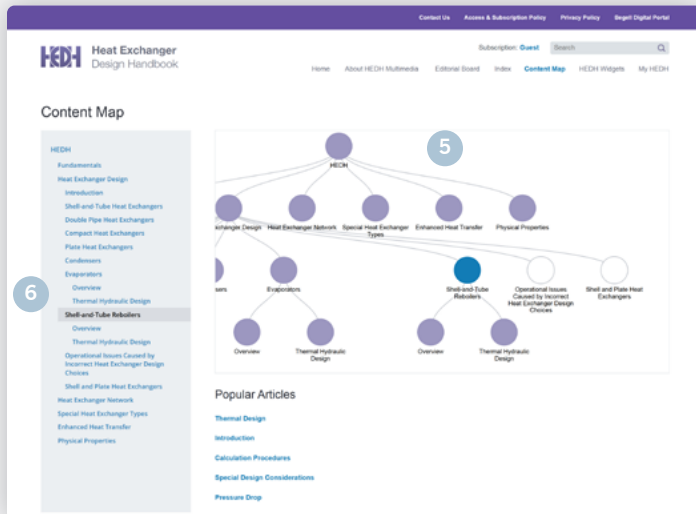 Contact Us Access & Subscription Policy Privacy Policy Begell Digital Portal
HEDH Heat Exchanger
Design Handbook
Subscription: Guest Search
Home About HEDH Multimedia Editorial Board Index Content Map HEDH Widgets My HEDH
Content Map
HEDH
Fundamentals
Heat Exchanger Design
Introduction
Shell-and-Tube Heat Exchangers
Double Pipe Heat Exchangers
Compact Heat Exchangers
Plate Heat Exchangers
Condensers
Evaporators
Overview
Thermal Hydraulic Design
Shell-and-Tube Reboilers
Overview
Thermal Hydraulic Design
Operational Issues Caused by
Incorrect Heat Exchanger Design
Choices
Shell and Plate Heat Exchangers
Heat Exchanger Network
Special Heat Exchanger Types
Enhanced Heat Transfer
Physical Properties
6
5
HEDH
xchanger Design Heat Exchanger Network Special Heat Exchanger
Types Enhanced Heat Transfer Physical Properties
sers Evaporators Shell-and-Tube
Reboilers Operational Issues
Caused by Incorrect
Heat Exchanger Design
Choices Shell and Plate Heat
Exchangers
Overview Thermal Hydraulic
Design Overview Thermal Hydraulic
Design
Popular Articles
Thermal Design
Introduction
Calculation Procedures
Special Design Considerations
Pressure Drop